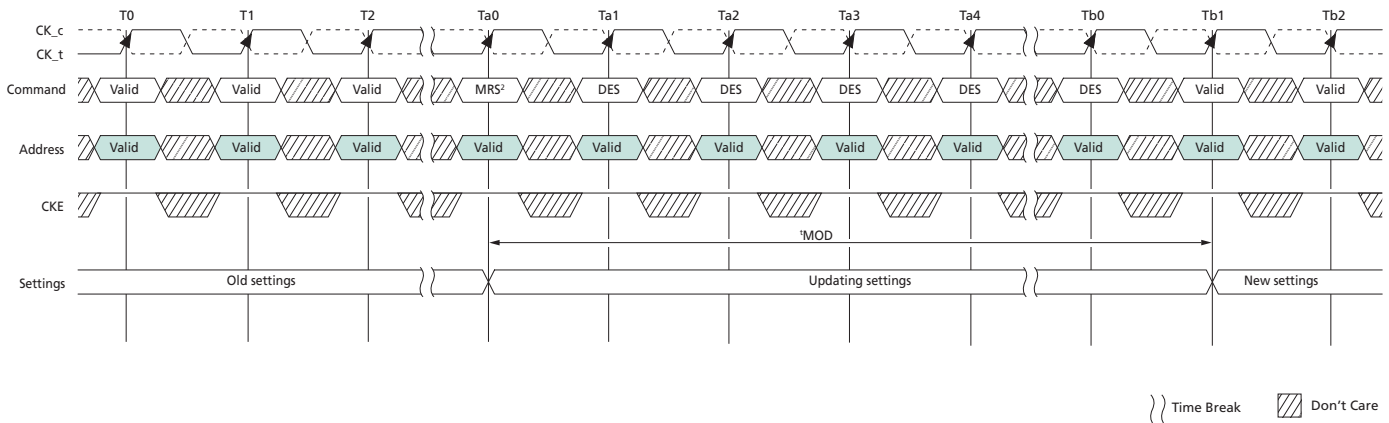 T0 T1 T2 Ta0 Ta1 Ta2 Ta3 Ta4 Tb0 Tb1 Tb2
CK_c
CK_t
Command Valid Valid Valid MRS² DES DES DES DES DES Valid Valid
Address Valid Valid Valid Valid Valid Valid Valid Valid Valid Valid Valid
CKE
ᵗMOD
Settings Old settings Updating settings New settings
Time Break Don't Care